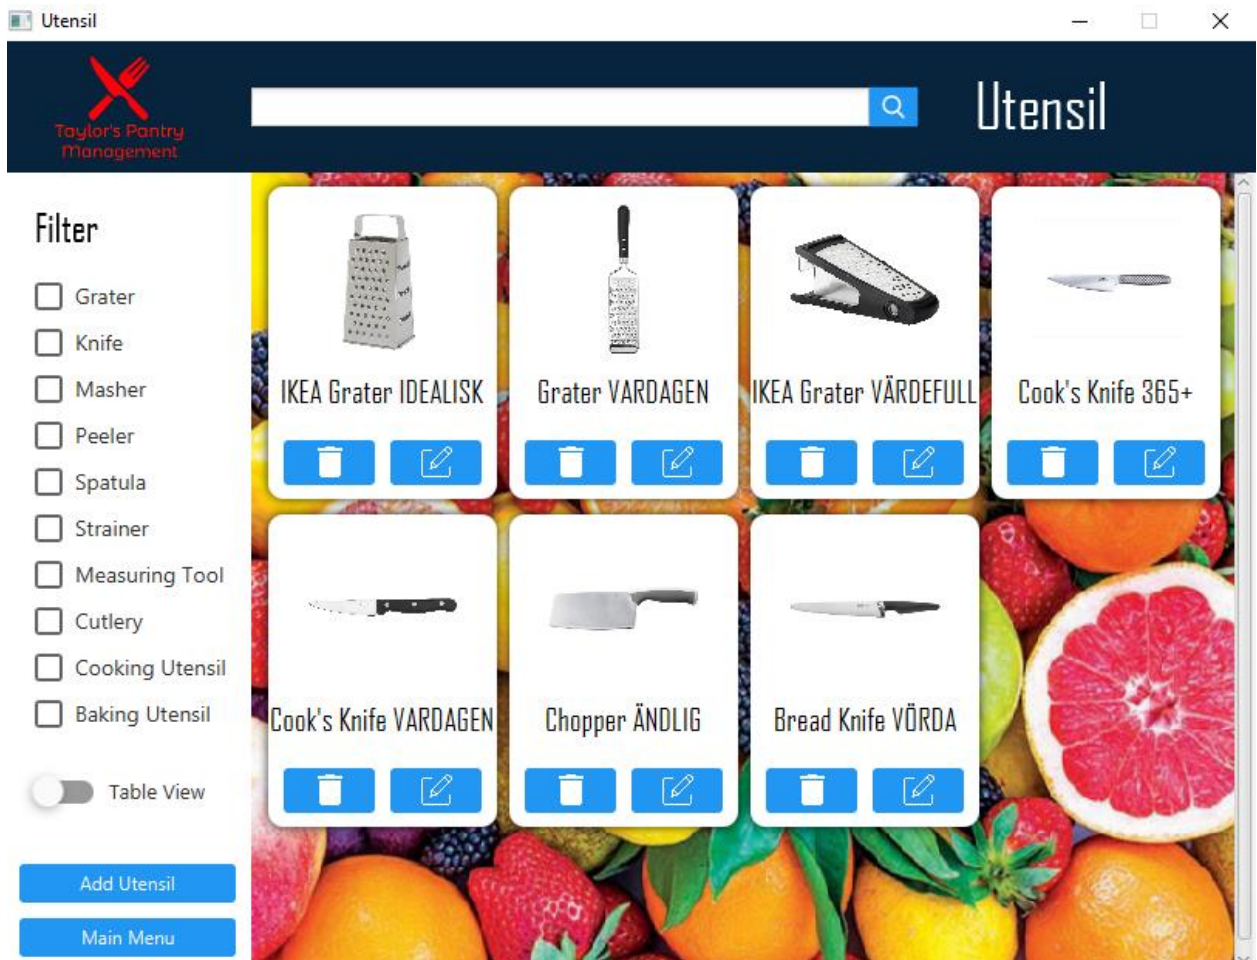 Utensil
Taylor's Pantry
Management
Utensil
Filter
Grater
Knife
Masher
Peeler
Spatula
Strainer
Measuring Tool
Cutlery
Cooking Utensil
Baking Utensil
Table View
Add Utensil
Main Menu
IKEA Grater IDEALISK
Grater VARDAGEN
IKEA Grater VÄRDEFULL
Cook's Knife 365+
Cook's Knife VARDAGEN
Chopper ÄNDLIG
Bread Knife VÖRDA